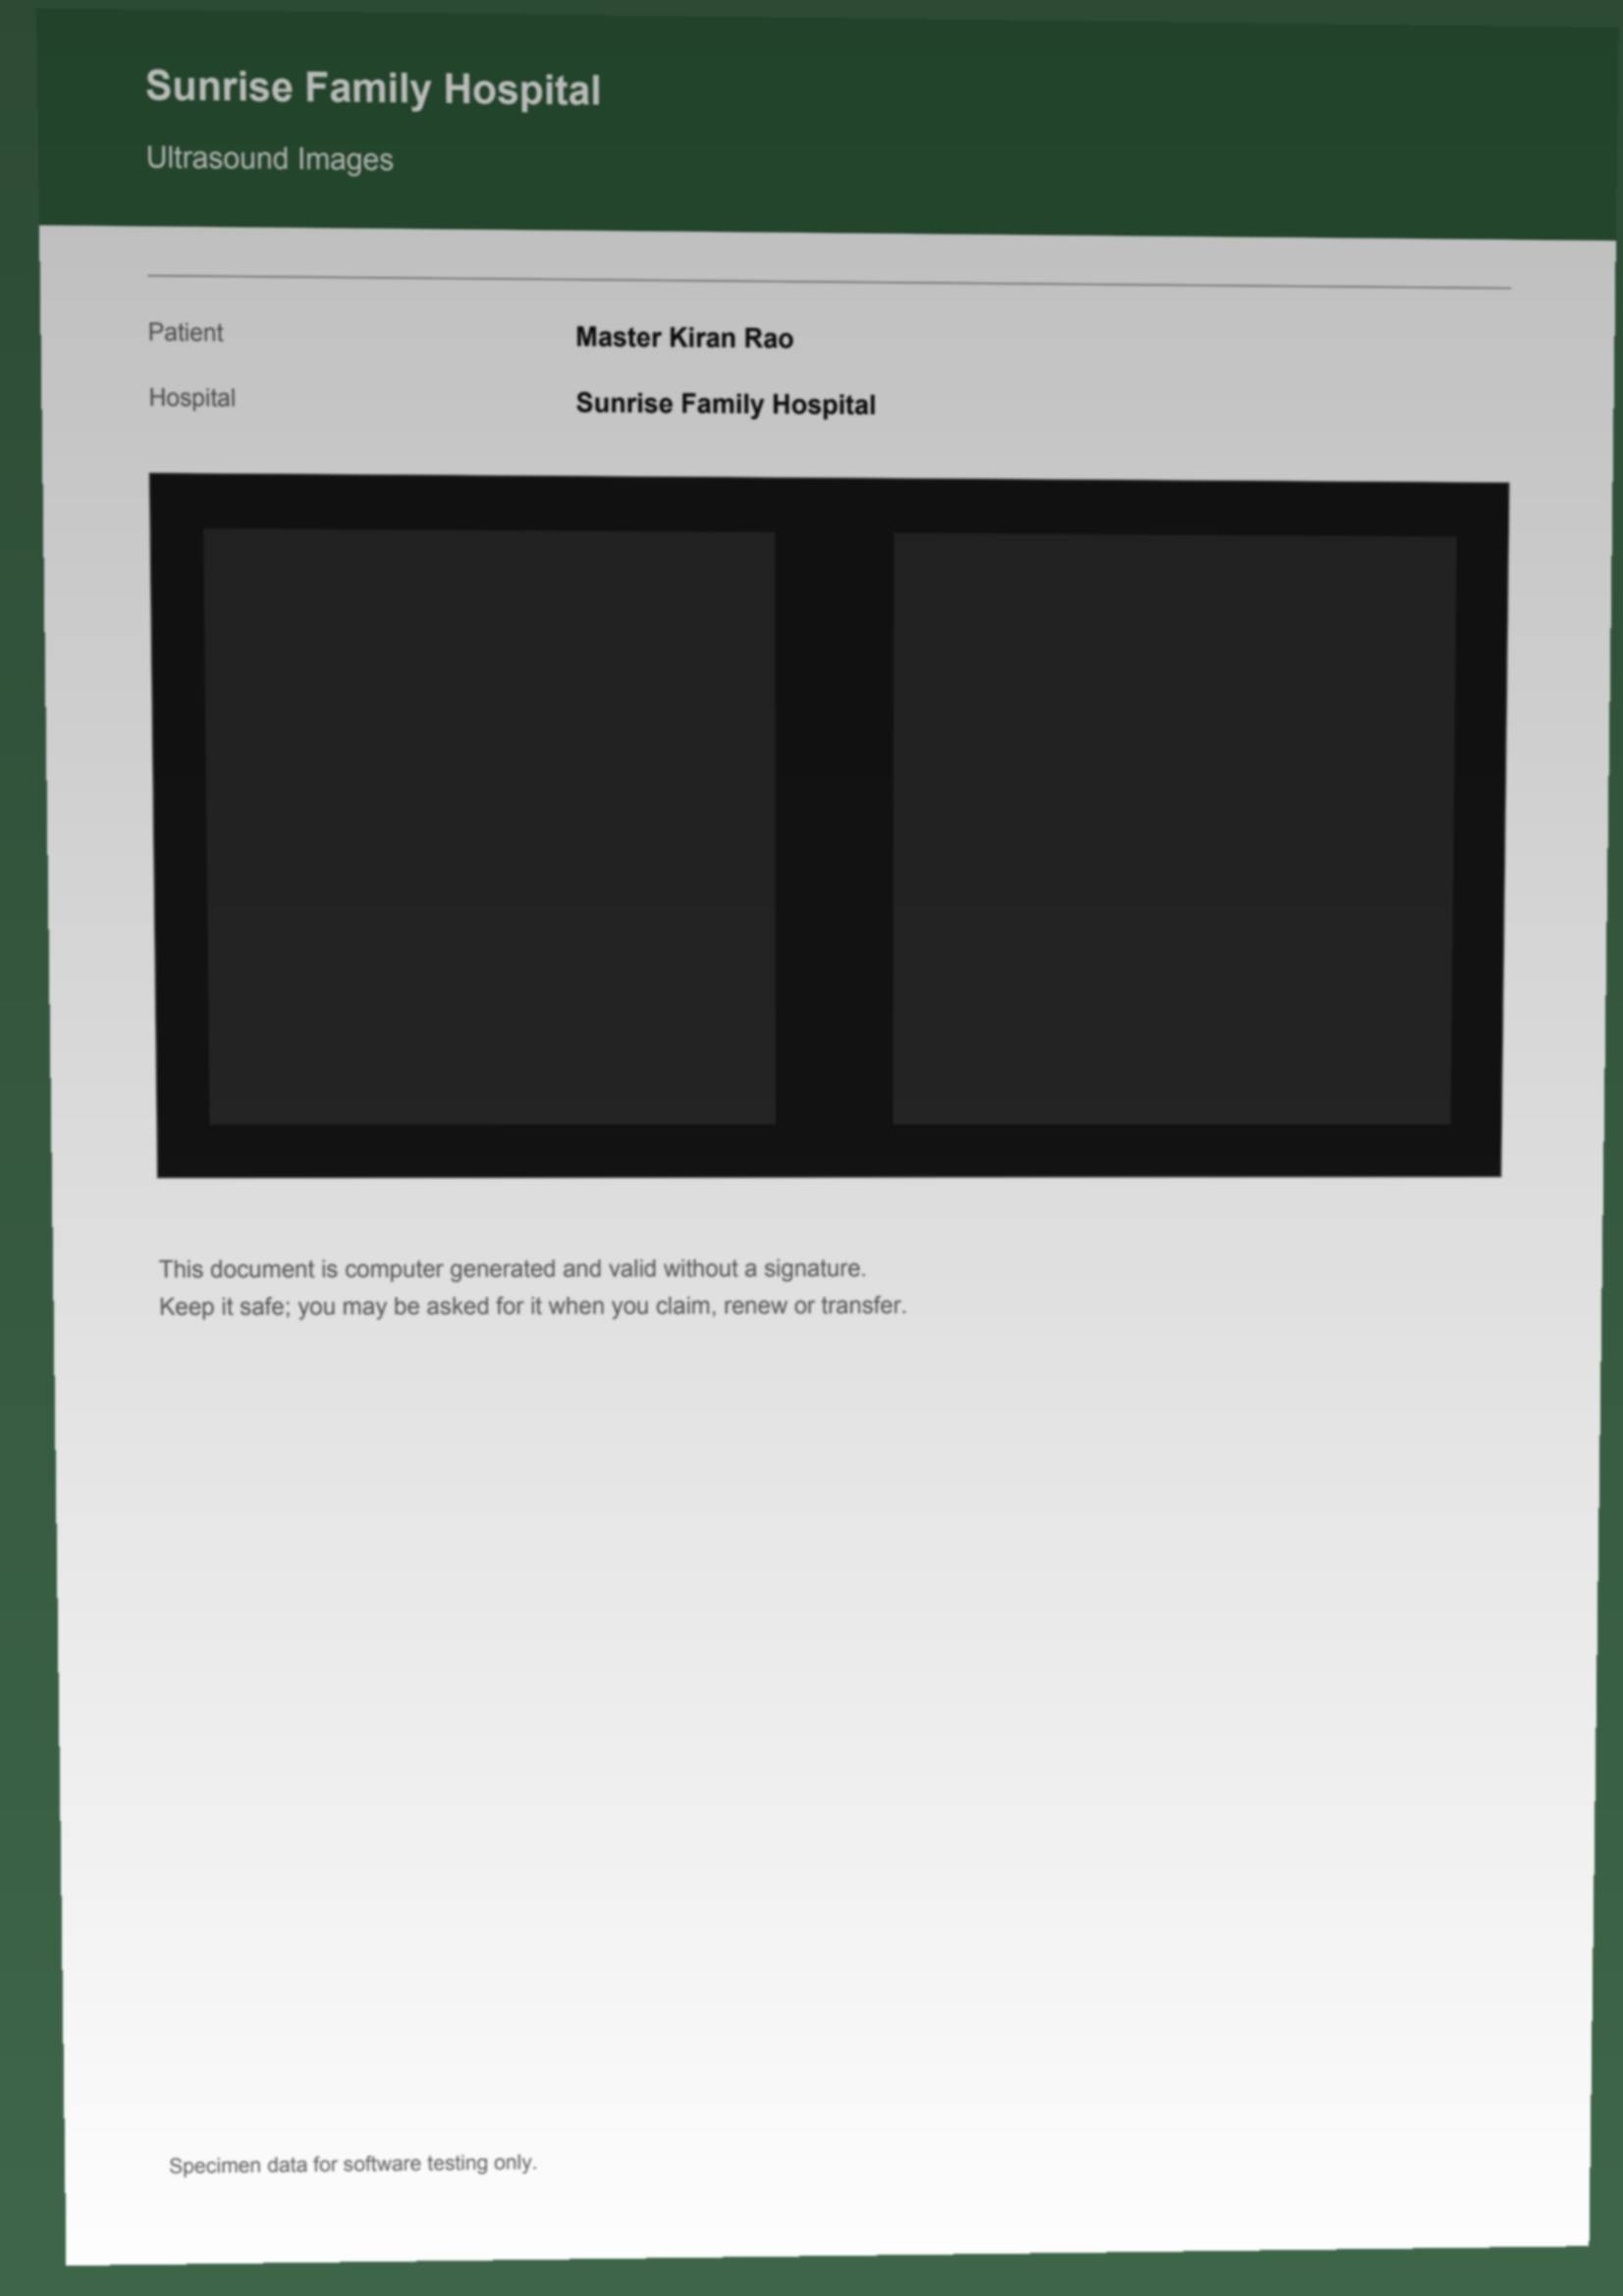 Sunrise Family Hospital
Ultrasound Images
Patient Master Kiran Rao
Hospital Sunrise Family Hospital
This document is computer generated and valid without a signature.
Keep it safe; you may be asked for it when you claim, renew or transfer.
Specimen data for software testing only.